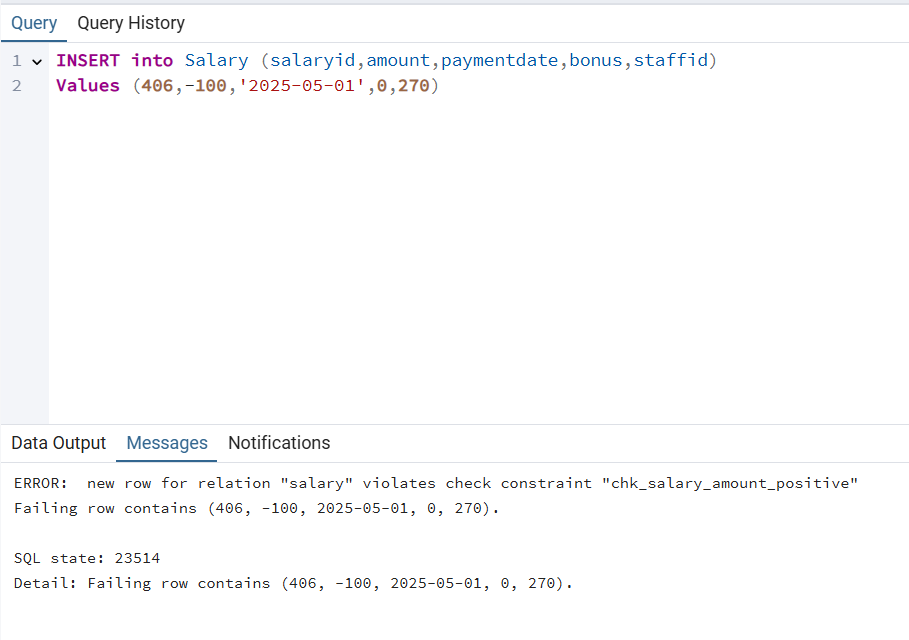 Query Query History
1 INSERT into Salary (salaryid,amount,paymentdate,bonus,staffid)
2 Values (406,-100,'2025-05-01',0,270)
Data Output Messages Notifications
ERROR:  new row for relation "salary" violates check constraint "chk_salary_amount_positive"
Failing row contains (406, -100, 2025-05-01, 0, 270).
SQL state: 23514
Detail: Failing row contains (406, -100, 2025-05-01, 0, 270).